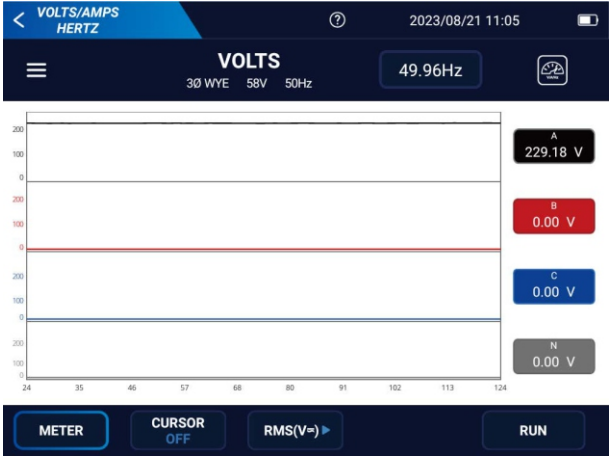 VOLTS/AMPS
HERTZ
2023/08/21 11:05
VOLTS
3Ø WYE 58V 50Hz
49.96Hz
200
100
0
A
229.18 V
200
100
0
B
0.00 V
200
100
0
C
0.00 V
200
100
0
N
0.00 V
24 35 46 57 68 80 91 102 113 124
METER
CURSOR
OFF
RMS(V≂)
RUN